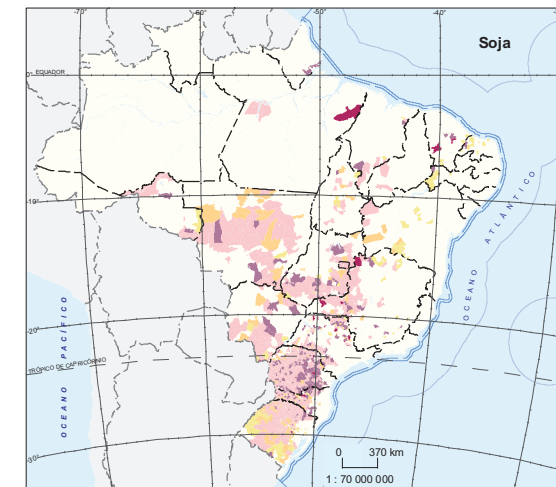 -70
-60
-50
-40
Soja
0°
EQUADOR
-10°
OCEANO ATLÂNTICO
OCEANO PACÍFICO
-20°
TRÓPICO DE CAPRICÓRNIO
-30°
0 370 km
1 : 70 000 000